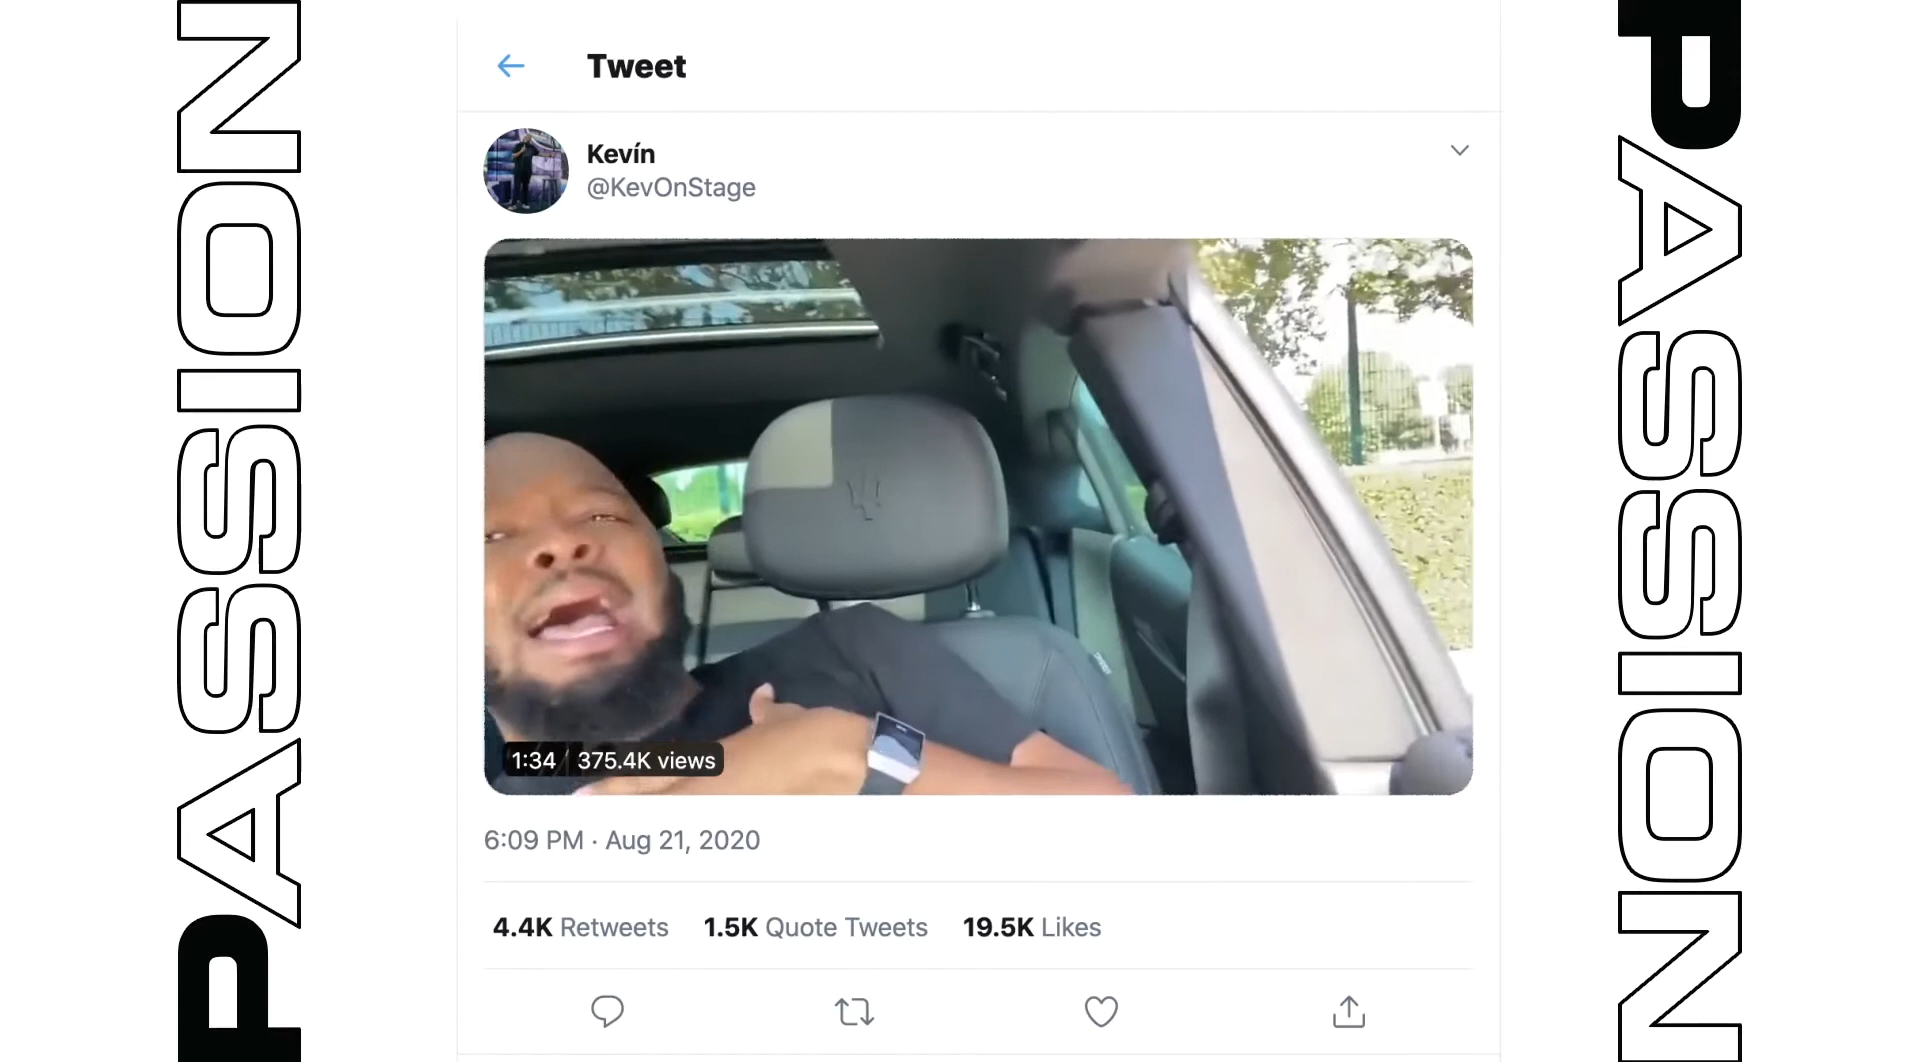 PASSION
Tweet
Kevín
@KevOnStage
1:34 / 375.4K views
6:09 PM · Aug 21, 2020
4.4K Retweets 1.5K Quote Tweets 19.5K Likes
PASSION